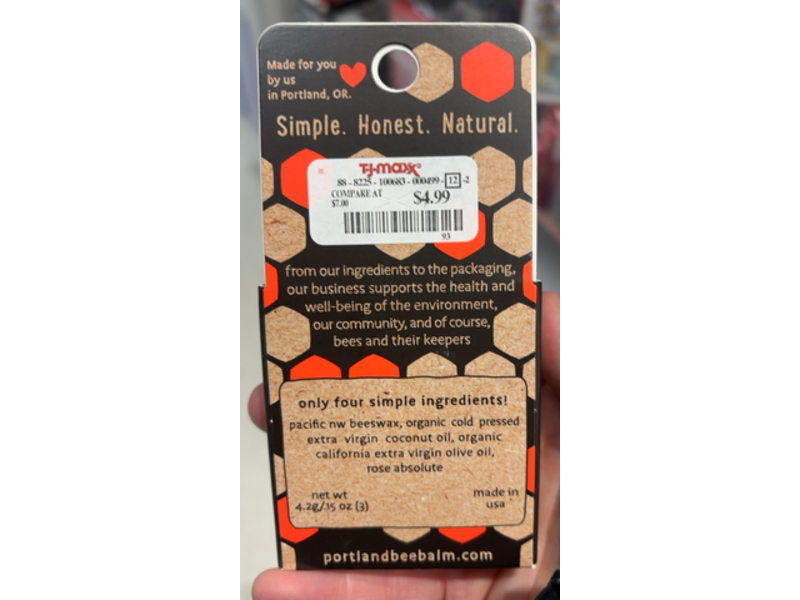 Made for you
by us
in Portland, OR.
Simple. Honest. Natural.
T.J.maxx®
88 - 8225 - 100683 - 000499 - 12 -2
COMPARE AT
$7.00
$4.99
93
from our ingredients to the packaging,
our business supports the health and
well-being of the environment,
our community, and of course,
bees and their keepers
only four simple ingredients!
pacific nw beeswax, organic cold pressed
extra virgin coconut oil, organic
california extra virgin olive oil,
rose absolute
net wt
4.2g/.15 oz (3)
made in
usa
portlandbeebalm.com